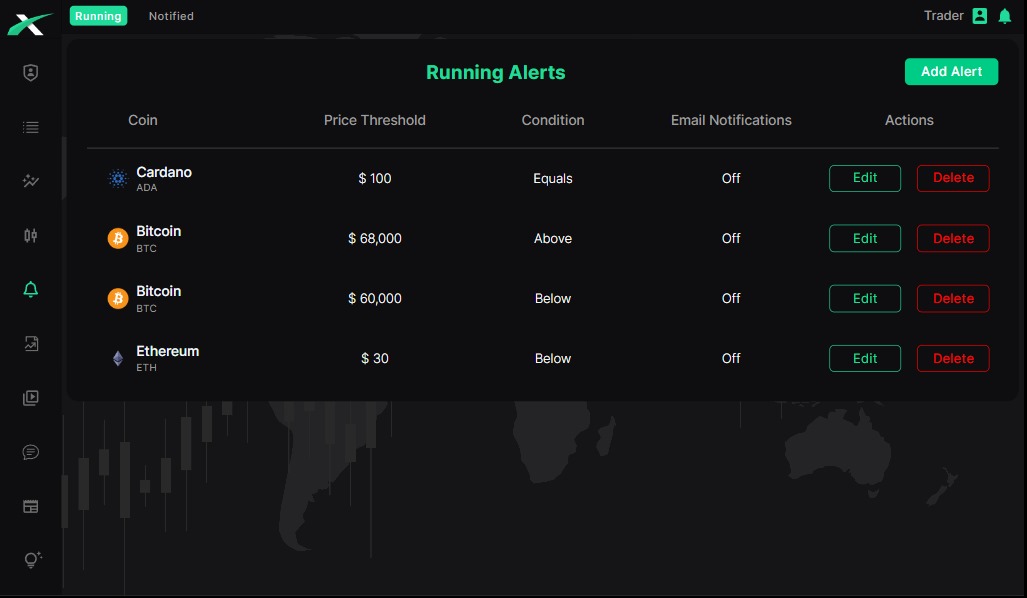 Running Notified Trader
Running Alerts
Add Alert
Coin Price Threshold Condition Email Notifications Actions
Cardano
ADA
$ 100 Equals Off Edit Delete
Bitcoin
BTC
$ 68,000 Above Off Edit Delete
Bitcoin
BTC
$ 60,000 Below Off Edit Delete
Ethereum
ETH
$ 30 Below Off Edit Delete